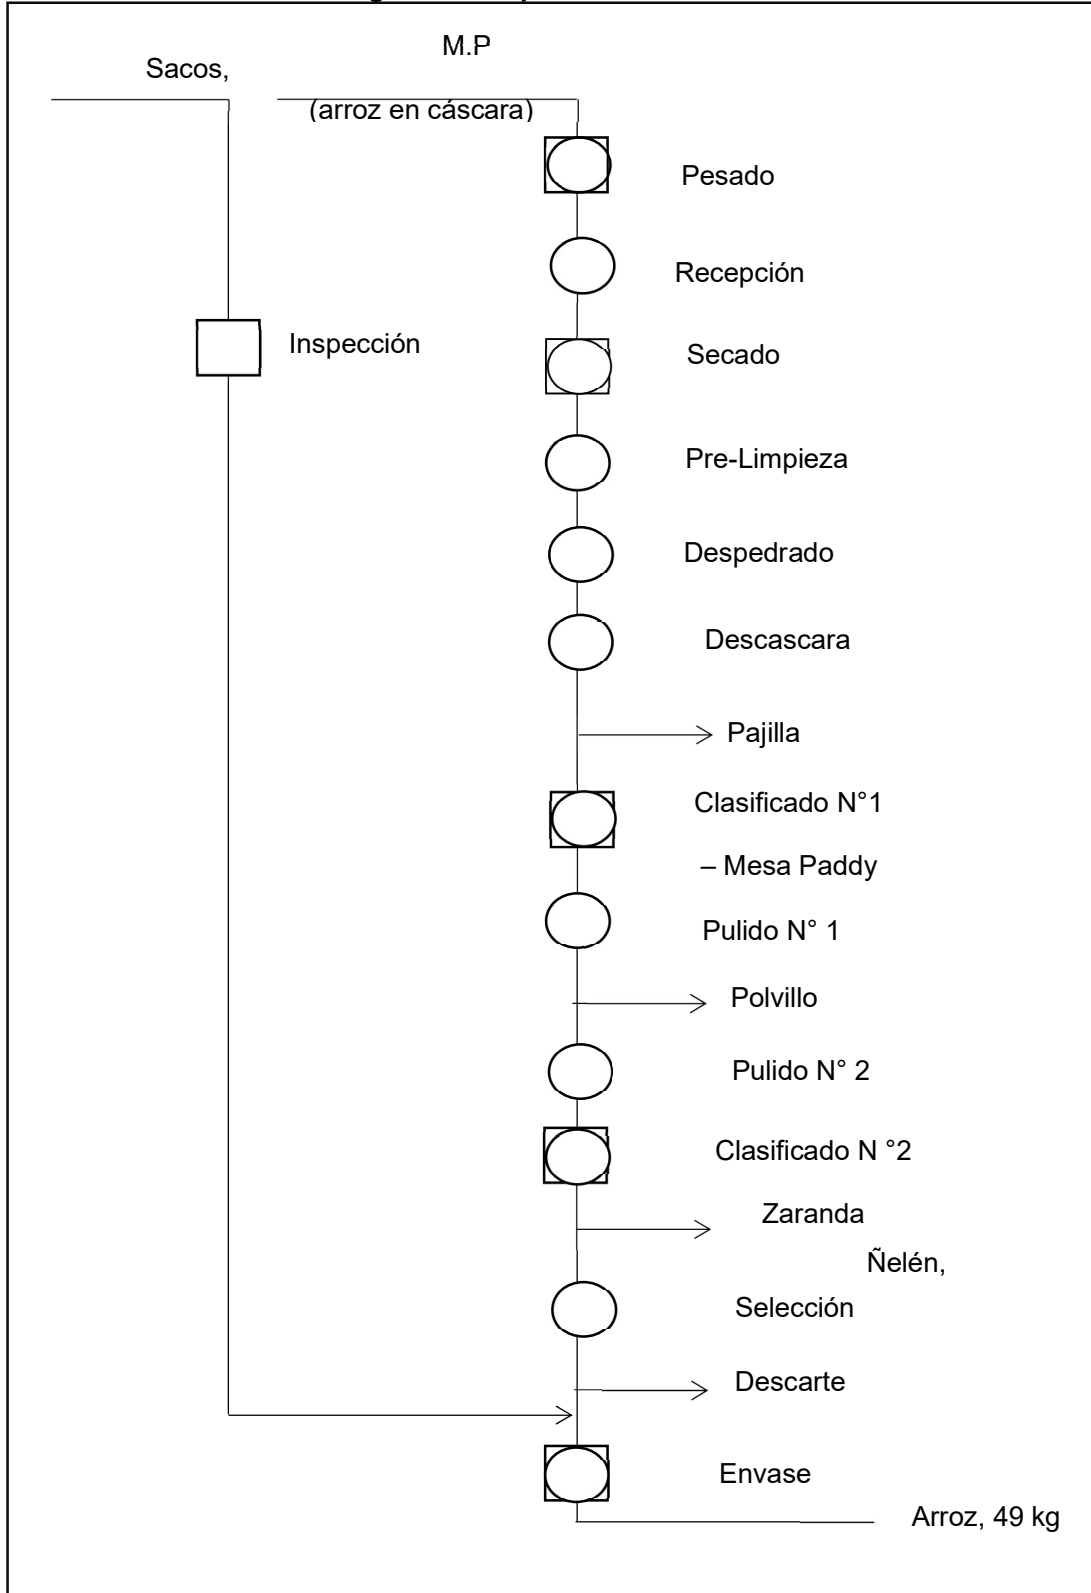 M.P
Sacos,
(arroz en cáscara)
Pesado
Recepción
Inspección
Secado
Pre-Limpieza
Despedrado
Descascara
Pajilla
Clasificado N°1
– Mesa Paddy
Pulido N° 1
Polvillo
Pulido N° 2
Clasificado N °2
Zaranda
Ñelén,
Selección
Descarte
Envase
Arroz, 49 kg